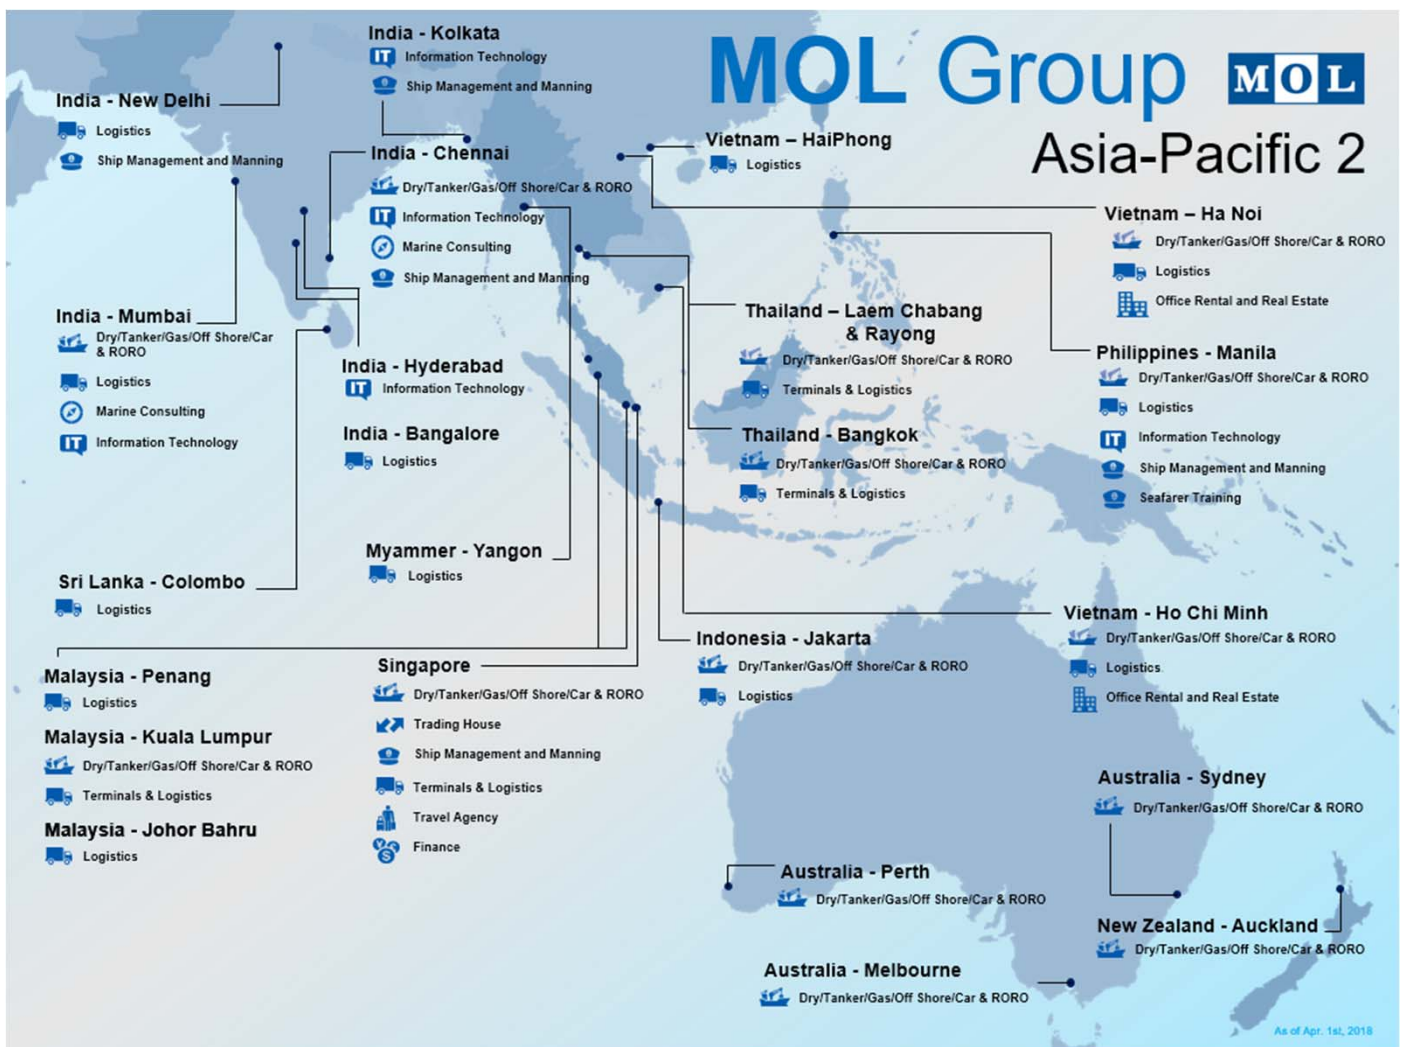 MOL Group
MOL
Asia-Pacific 2
India - Kolkata
IT Information Technology
Ship Management and Manning
India - New Delhi
Logistics
Ship Management and Manning
India - Chennai
Dry/Tanker/Gas/Off Shore/Car & RORO
IT Information Technology
Marine Consulting
Ship Management and Manning
Vietnam – HaiPhong
Logistics
Vietnam – Ha Noi
Dry/Tanker/Gas/Off Shore/Car & RORO
Logistics
Office Rental and Real Estate
India - Mumbai
Dry/Tanker/Gas/Off Shore/Car
& RORO
Logistics
Marine Consulting
IT Information Technology
India - Hyderabad
IT Information Technology
India - Bangalore
Logistics
Thailand – Laem Chabang
& Rayong
Dry/Tanker/Gas/Off Shore/Car & RORO
Terminals & Logistics
Thailand - Bangkok
Dry/Tanker/Gas/Off Shore/Car & RORO
Terminals & Logistics
Philippines - Manila
Dry/Tanker/Gas/Off Shore/Car & RORO
Logistics
IT Information Technology
Ship Management and Manning
Seafarer Training
Myammer - Yangon
Logistics
Sri Lanka - Colombo
Logistics
Malaysia - Penang
Logistics
Malaysia - Kuala Lumpur
Dry/Tanker/Gas/Off Shore/Car & RORO
Terminals & Logistics
Malaysia - Johor Bahru
Logistics
Singapore
Dry/Tanker/Gas/Off Shore/Car & RORO
Trading House
Ship Management and Manning
Terminals & Logistics
Travel Agency
Finance
Indonesia - Jakarta
Dry/Tanker/Gas/Off Shore/Car & RORO
Logistics
Vietnam - Ho Chi Minh
Dry/Tanker/Gas/Off Shore/Car & RORO
Logistics
Office Rental and Real Estate
Australia - Sydney
Dry/Tanker/Gas/Off Shore/Car & RORO
Australia - Perth
Dry/Tanker/Gas/Off Shore/Car & RORO
New Zealand - Auckland
Dry/Tanker/Gas/Off Shore/Car & RORO
Australia - Melbourne
Dry/Tanker/Gas/Off Shore/Car & RORO
As of Apr. 1st, 2018